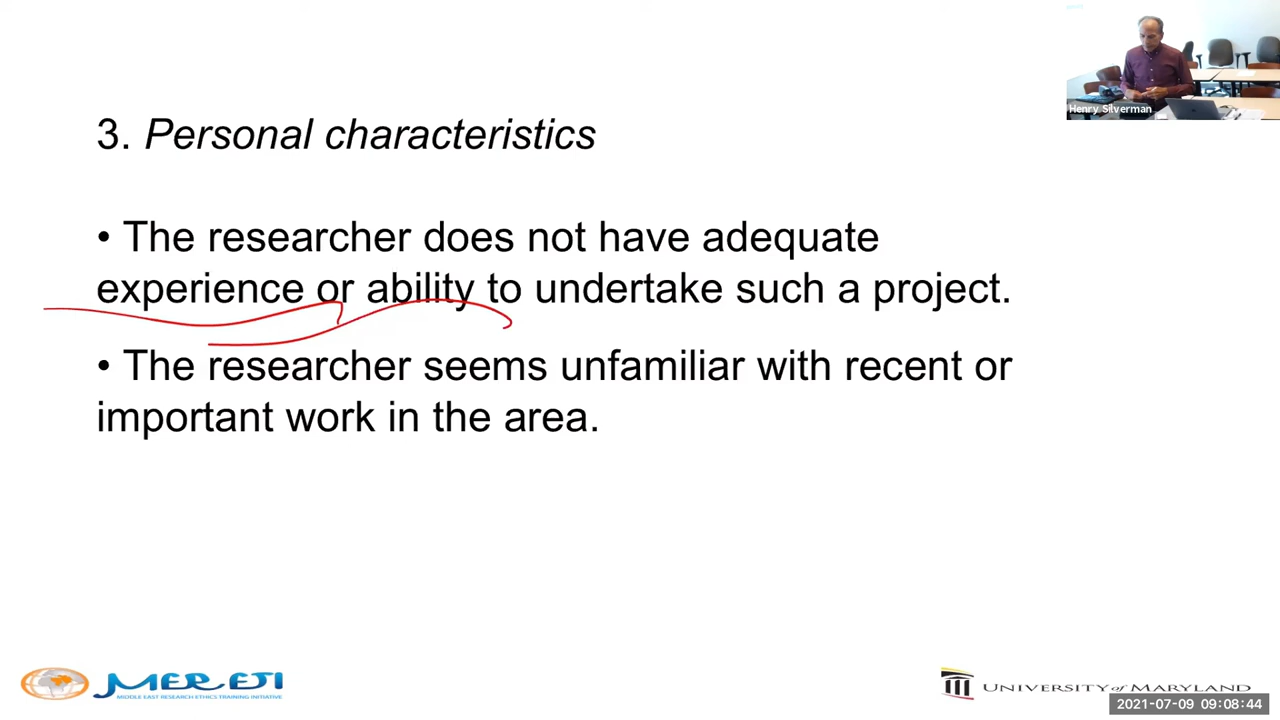 Henry Silverman
3. Personal characteristics
• The researcher does not have adequate
experience or ability to undertake such a project.
• The researcher seems unfamiliar with recent or
important work in the area.
MERETI
MIDDLE EAST RESEARCH ETHICS TRAINING INITIATIVE
UNIVERSITY of MARYLAND
2021-07-09 09:08:44